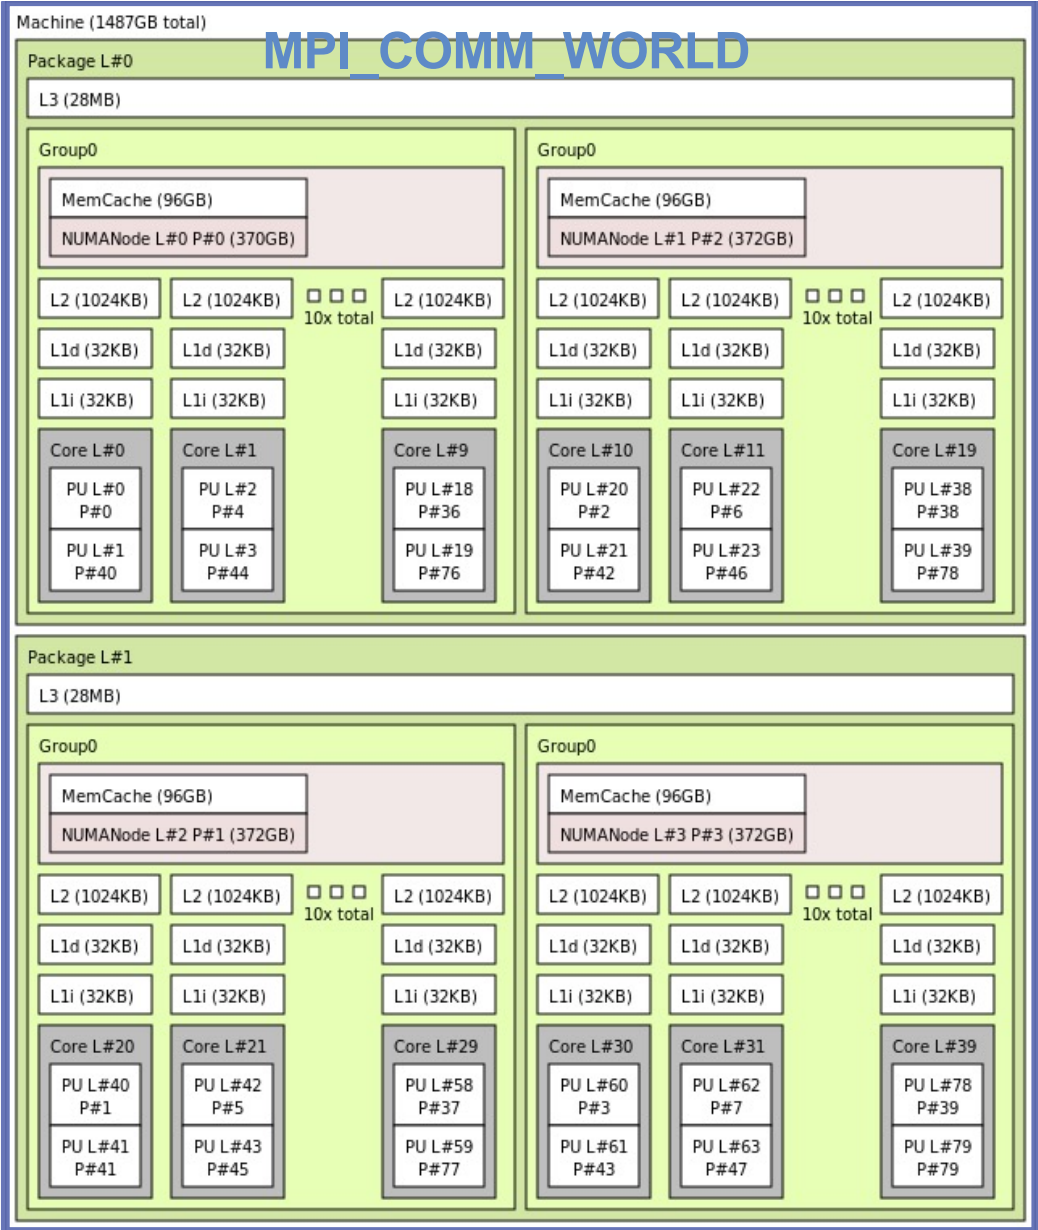 Machine (1487GB total)
MPI_COMM_WORLD
Package L#0
L3 (28MB)
Group0 Group0
MemCache (96GB) MemCache (96GB)
NUMANode L#0 P#0 (370GB) NUMANode L#1 P#2 (372GB)
L2 (1024KB) L2 (1024KB) L2 (1024KB) L2 (1024KB) L2 (1024KB) L2 (1024KB)
10x total 10x total
L1d (32KB) L1d (32KB) L1d (32KB) L1d (32KB) L1d (32KB) L1d (32KB)
L1i (32KB) L1i (32KB) L1i (32KB) L1i (32KB) L1i (32KB) L1i (32KB)
Core L#0 Core L#1 Core L#9 Core L#10 Core L#11 Core L#19
PU L#0 PU L#2 PU L#18 PU L#20 PU L#22 PU L#38
P#0 P#4 P#36 P#2 P#6 P#38
PU L#1 PU L#3 PU L#19 PU L#21 PU L#23 PU L#39
P#40 P#44 P#76 P#42 P#46 P#78
Package L#1
L3 (28MB)
Group0 Group0
MemCache (96GB) MemCache (96GB)
NUMANode L#2 P#1 (372GB) NUMANode L#3 P#3 (372GB)
L2 (1024KB) L2 (1024KB) L2 (1024KB) L2 (1024KB) L2 (1024KB) L2 (1024KB)
10x total 10x total
L1d (32KB) L1d (32KB) L1d (32KB) L1d (32KB) L1d (32KB) L1d (32KB)
L1i (32KB) L1i (32KB) L1i (32KB) L1i (32KB) L1i (32KB) L1i (32KB)
Core L#20 Core L#21 Core L#29 Core L#30 Core L#31 Core L#39
PU L#40 PU L#42 PU L#58 PU L#60 PU L#62 PU L#78
P#1 P#5 P#37 P#3 P#7 P#39
PU L#41 PU L#43 PU L#59 PU L#61 PU L#63 PU L#79
P#41 P#45 P#77 P#43 P#47 P#79